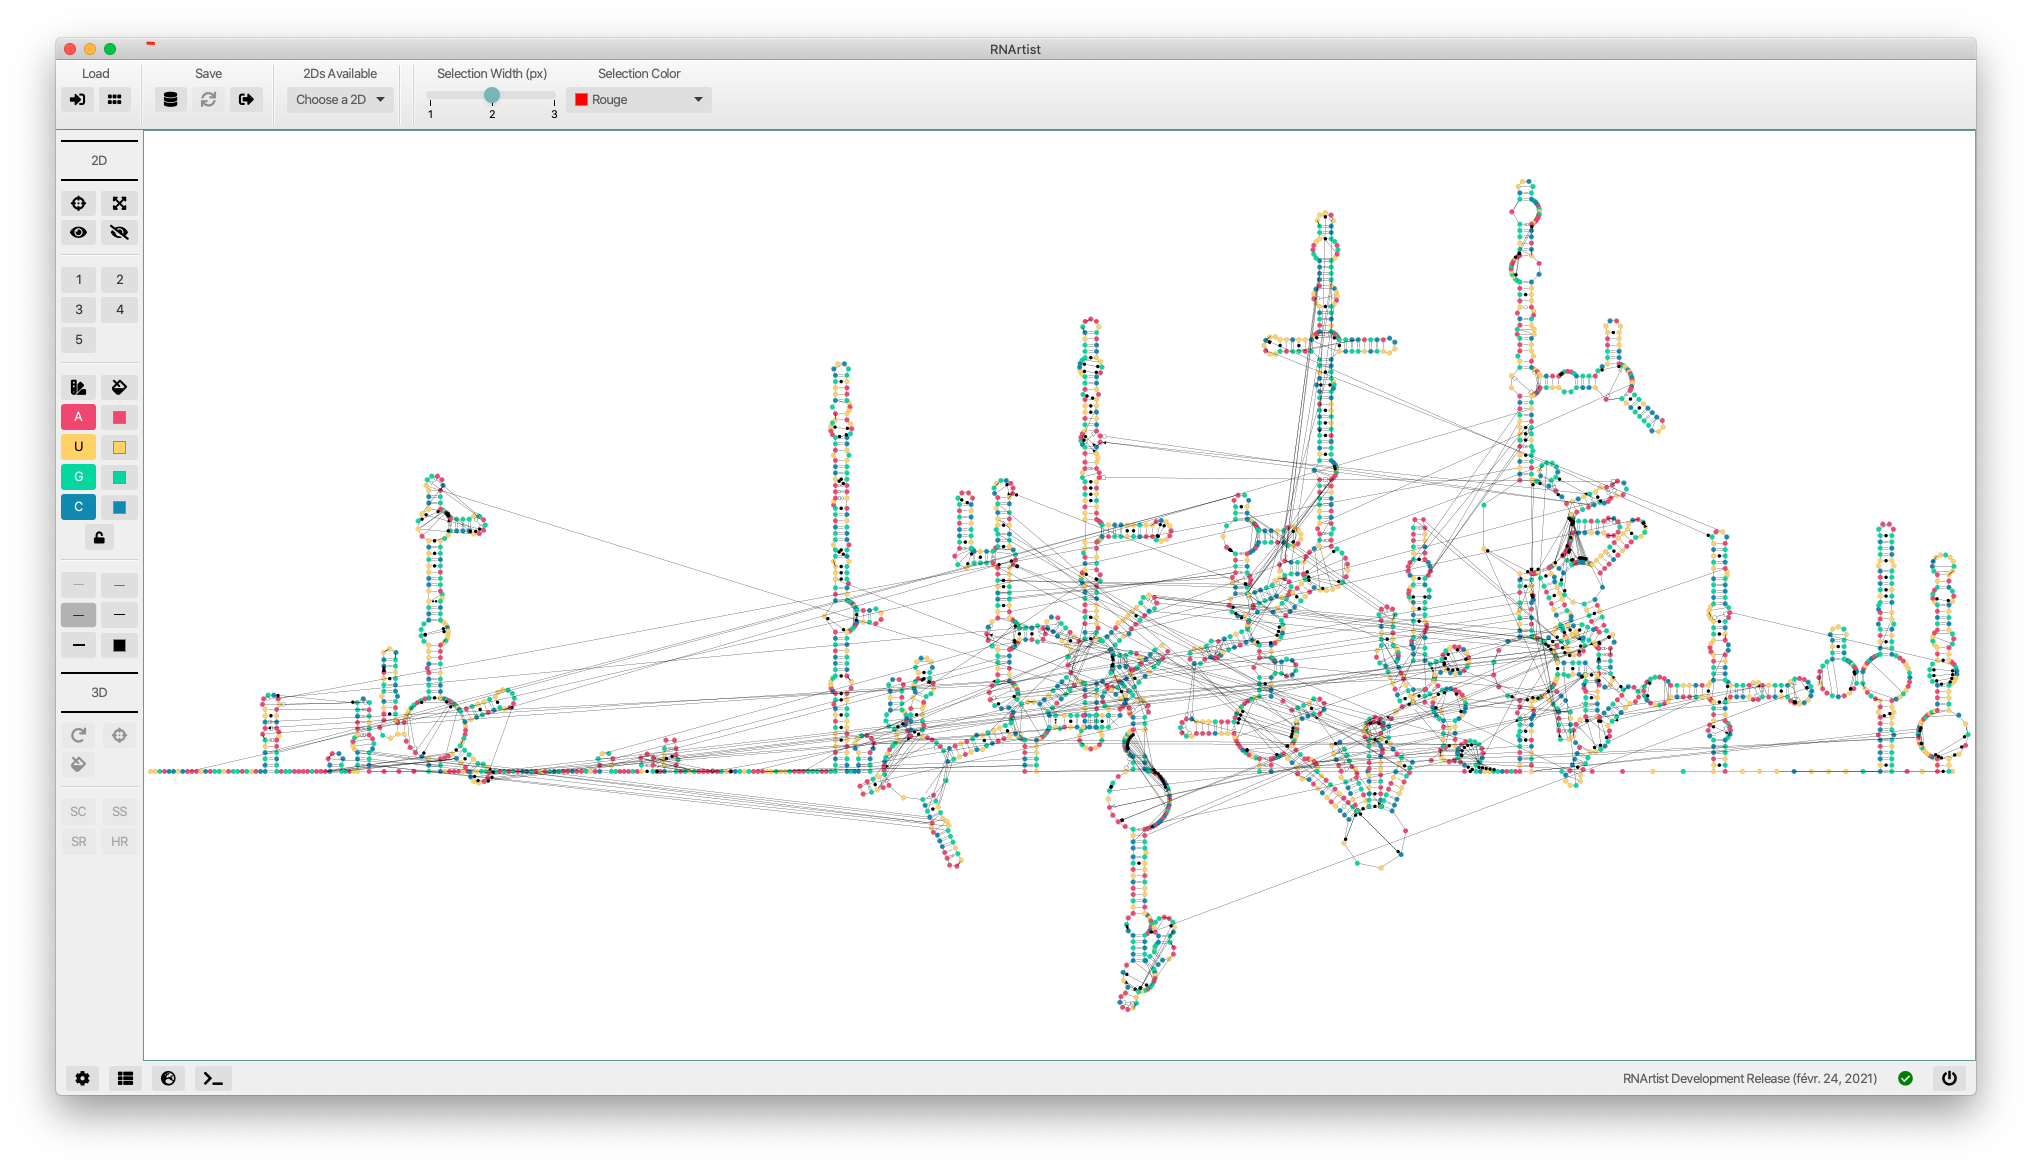 RNArtist
Load
Save
2Ds Available
Selection Width (px)
Selection Color
Choose a 2D
Rouge
1 2 3
2D
1 2
3 4
5
A
U
G
C
3D
SC SS
SR HR
RNArtist Development Release (févr. 24, 2021)